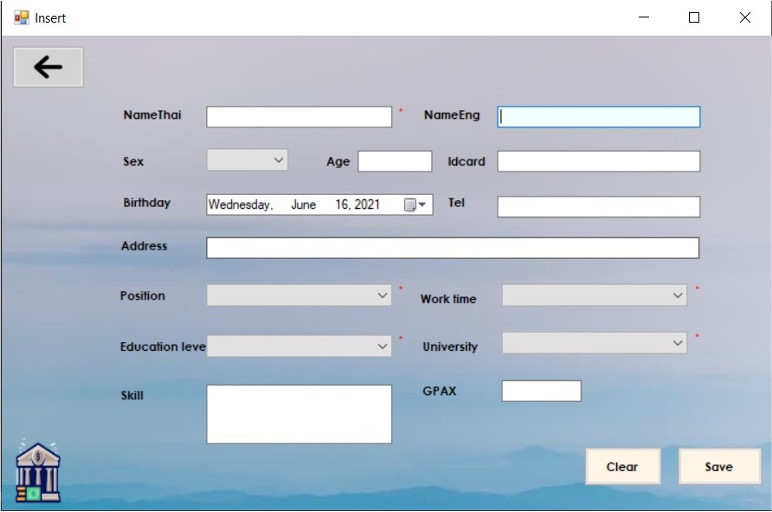 Insert
NameThai * NameEng
Sex Age Idcard
Birthday Wednesday, June 16, 2021 Tel
Address
Position * Work time *
Education leve * University *
Skill GPAX
Clear Save
$